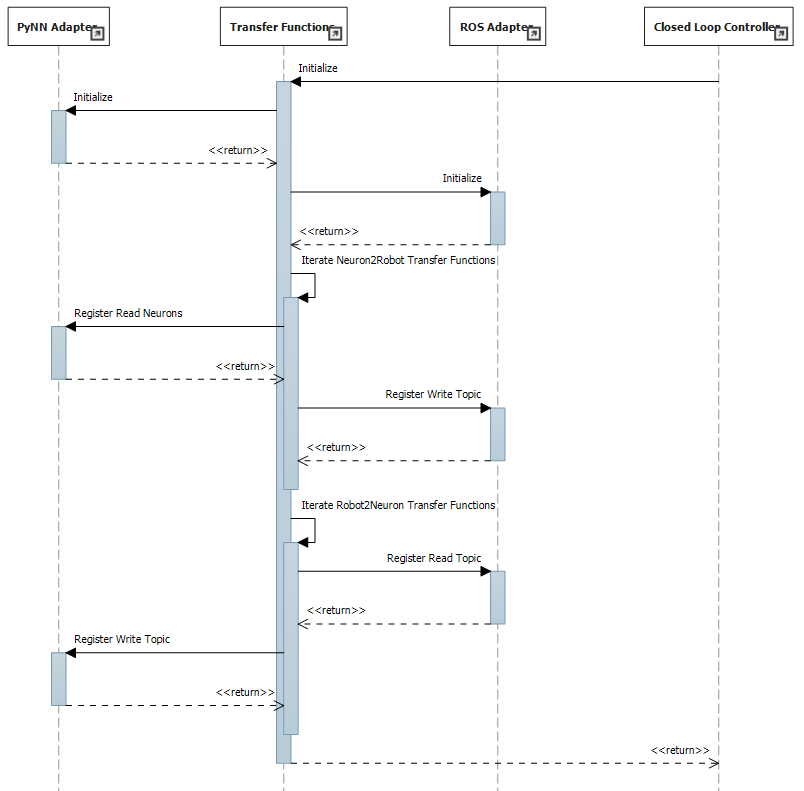 PyNN Adapter
Transfer Functions
ROS Adapter
Closed Loop Controller
Initialize
Initialize
<<return>>
Initialize
<<return>>
Iterate Neuron2Robot Transfer Functions
Register Read Neurons
<<return>>
Register Write Topic
<<return>>
Iterate Robot2Neuron Transfer Functions
Register Read Topic
<<return>>
Register Write Topic
<<return>>
<<return>>